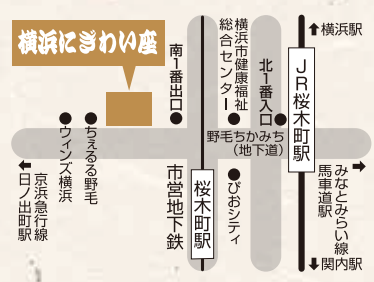 横浜にぎわい座
南1番出口
横浜市健康福祉
総合センター
北1番入口
JR桜木町駅
横浜駅
野毛ちかみち
(地下道)
ウィンズ横浜
ちぇるる野毛
市営地下鉄
桜木町駅
ぴおシティ
みなとみらい線
馬車道駅
京浜急行線
日ノ出町駅
関内駅